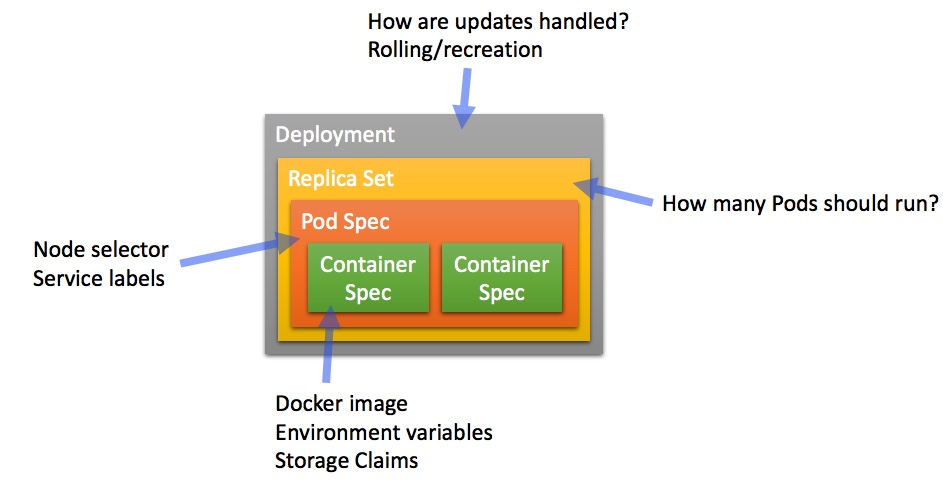 How are updates handled?
Rolling/recreation
Deployment
Replica Set
How many Pods should run?
Pod Spec
Node selector
Service labels
Container
Spec
Container
Spec
Docker image
Environment variables
Storage Claims